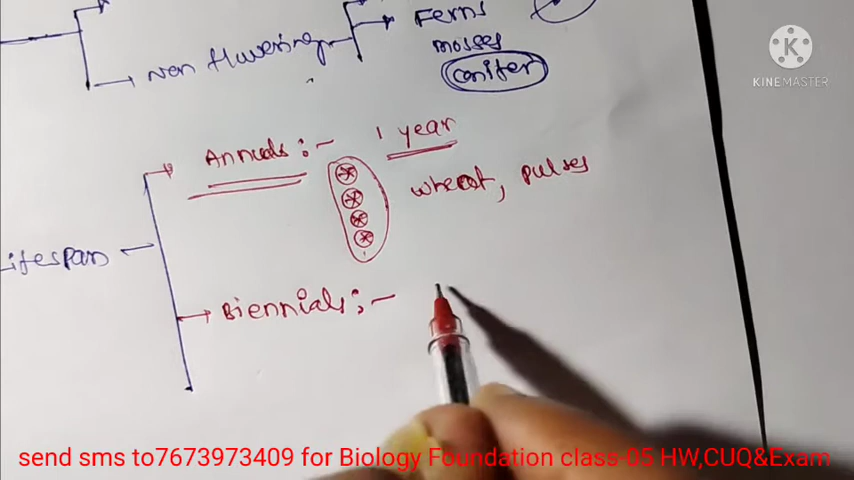 Ferns
Non flwering
mosses
conifer
KINEMASTER
Annuals :- 1 year
wheat, pulses
Lifespan
Biennials :-
send sms to7673973409 for Biology Foundation class-05 HW,CUQ&Exam